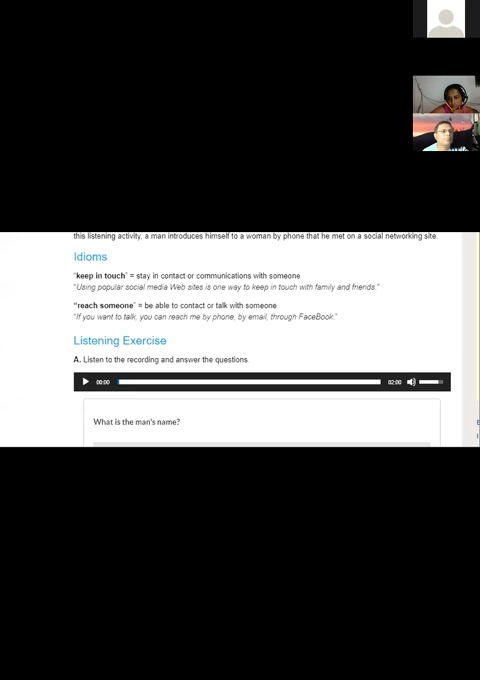 this listening activity, a man introduces himself to a woman by phone that he met on a social networking site.
Idioms
“keep in touch” = stay in contact or communications with someone
“Using popular social media Web sites is one way to keep in touch with family and friends.”
“reach someone” = be able to contact or talk with someone
“If you want to talk, you can reach me by phone, by email, through FaceBook.”
Listening Exercise
A. Listen to the recording and answer the questions.
00:00
02:00
What is the man's name?